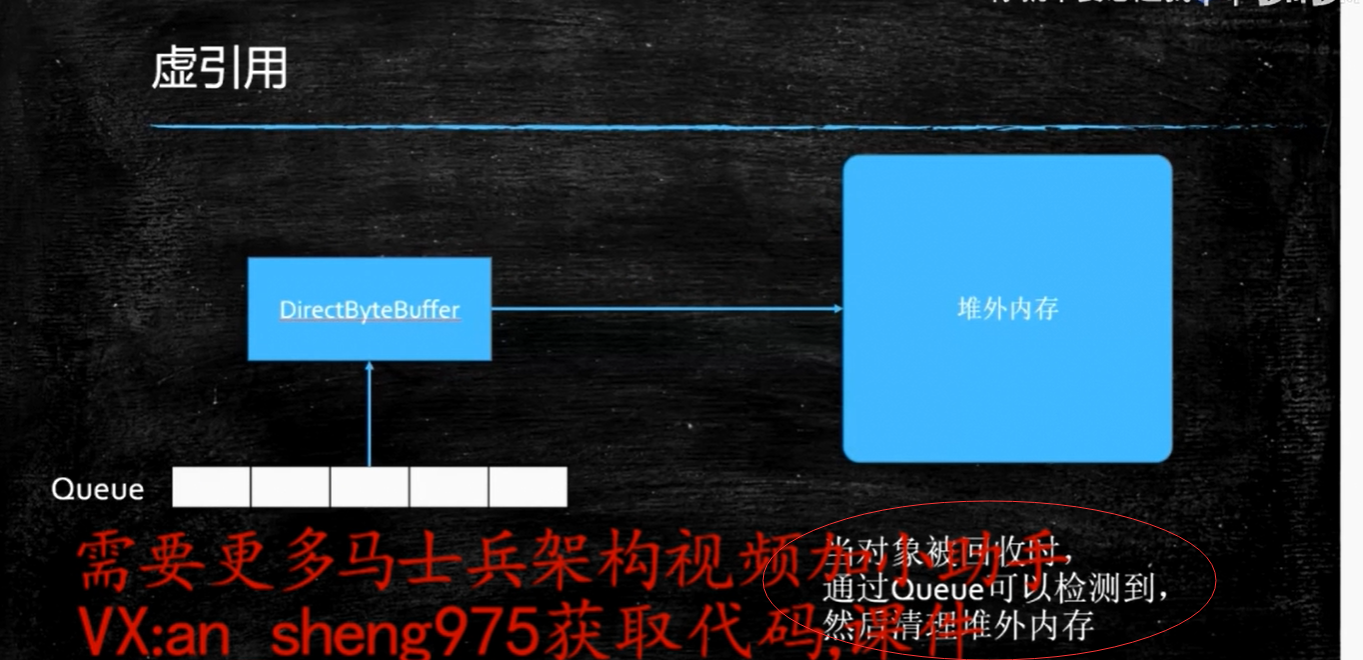 虚引用
DirectByteBuffer
堆外内存
Queue
需要更多马士兵架构视频加小助手
当对象被回收时,
通过Queue可以检测到,
VX:an sheng975获取代码,课件
然后清理堆外内存